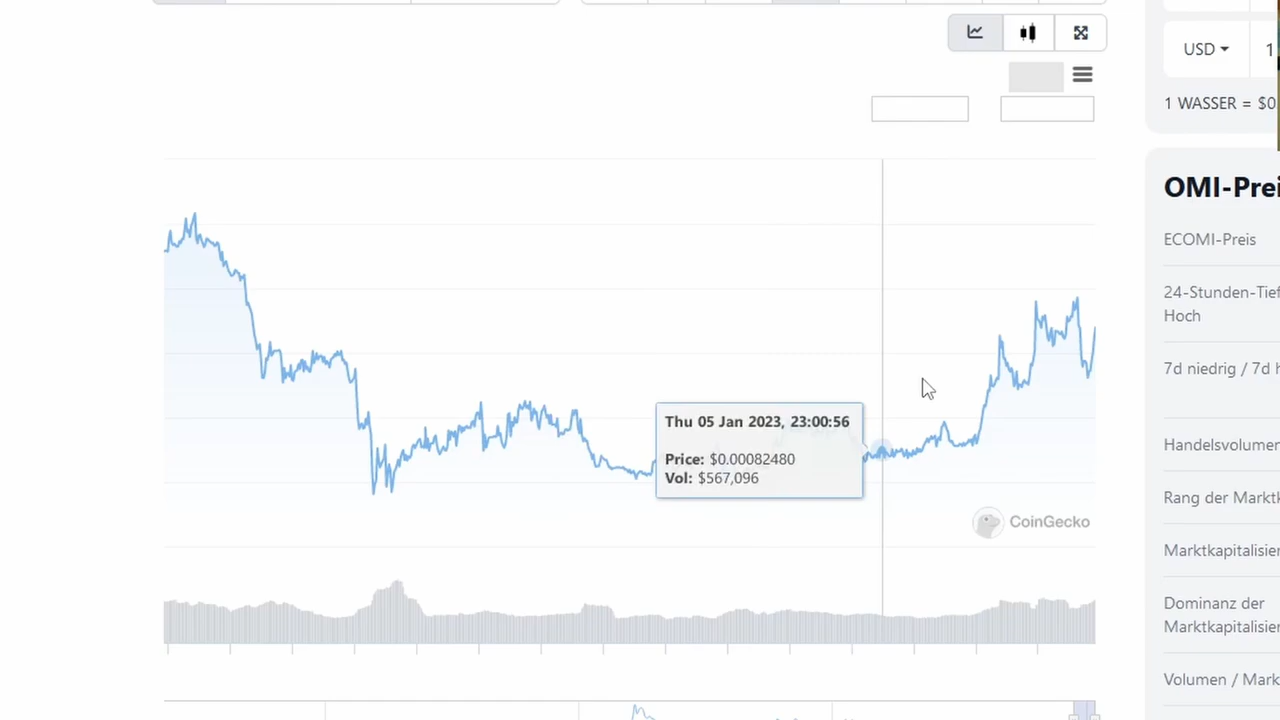 USD
1
1 WASSER = $0
OMI-Prei
ECOMI-Preis
24-Stunden-Tief
Hoch
7d niedrig / 7d h
Thu 05 Jan 2023, 23:00:56
Price: $0.00082480
Vol: $567,096
Handelsvolumen
Rang der Markt
CoinGecko
Marktkapitalisier
Dominanz der
Marktkapitalisier
Volumen / Mark